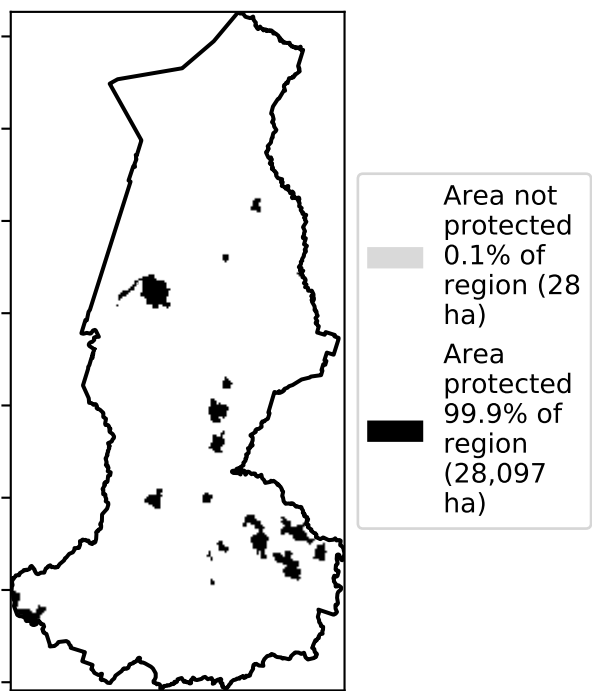 Area not
protected
0.1% of
region (28
ha)
Area
protected
99.9% of
region
(28,097
ha)